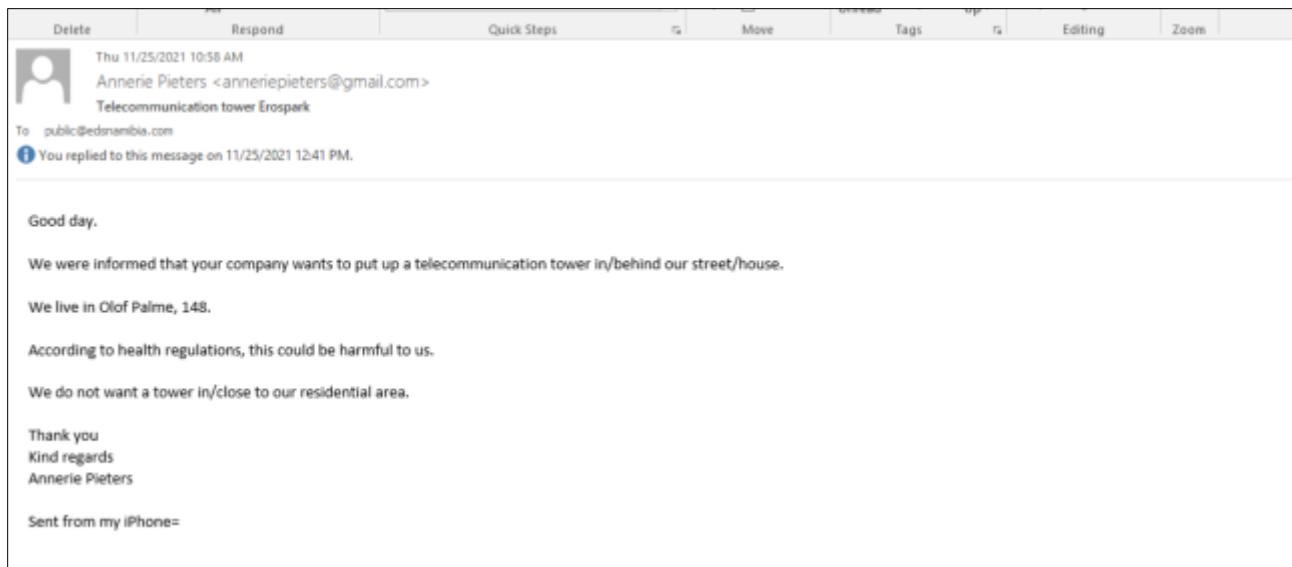 Delete Respond Quick Steps Move Tags Editing Zoom
Thu 11/25/2021 10:58 AM
Annerie Pieters <anneriepieters@gmail.com>
Telecommunication tower Erospark
To public@edsnamibia.com
You replied to this message on 11/25/2021 12:41 PM.
Good day.
We were informed that your company wants to put up a telecommunication tower in/behind our street/house.
We live in Olof Palme, 148.
According to health regulations, this could be harmful to us.
We do not want a tower in/close to our residential area.
Thank you
Kind regards
Annerie Pieters
Sent from my iPhone=